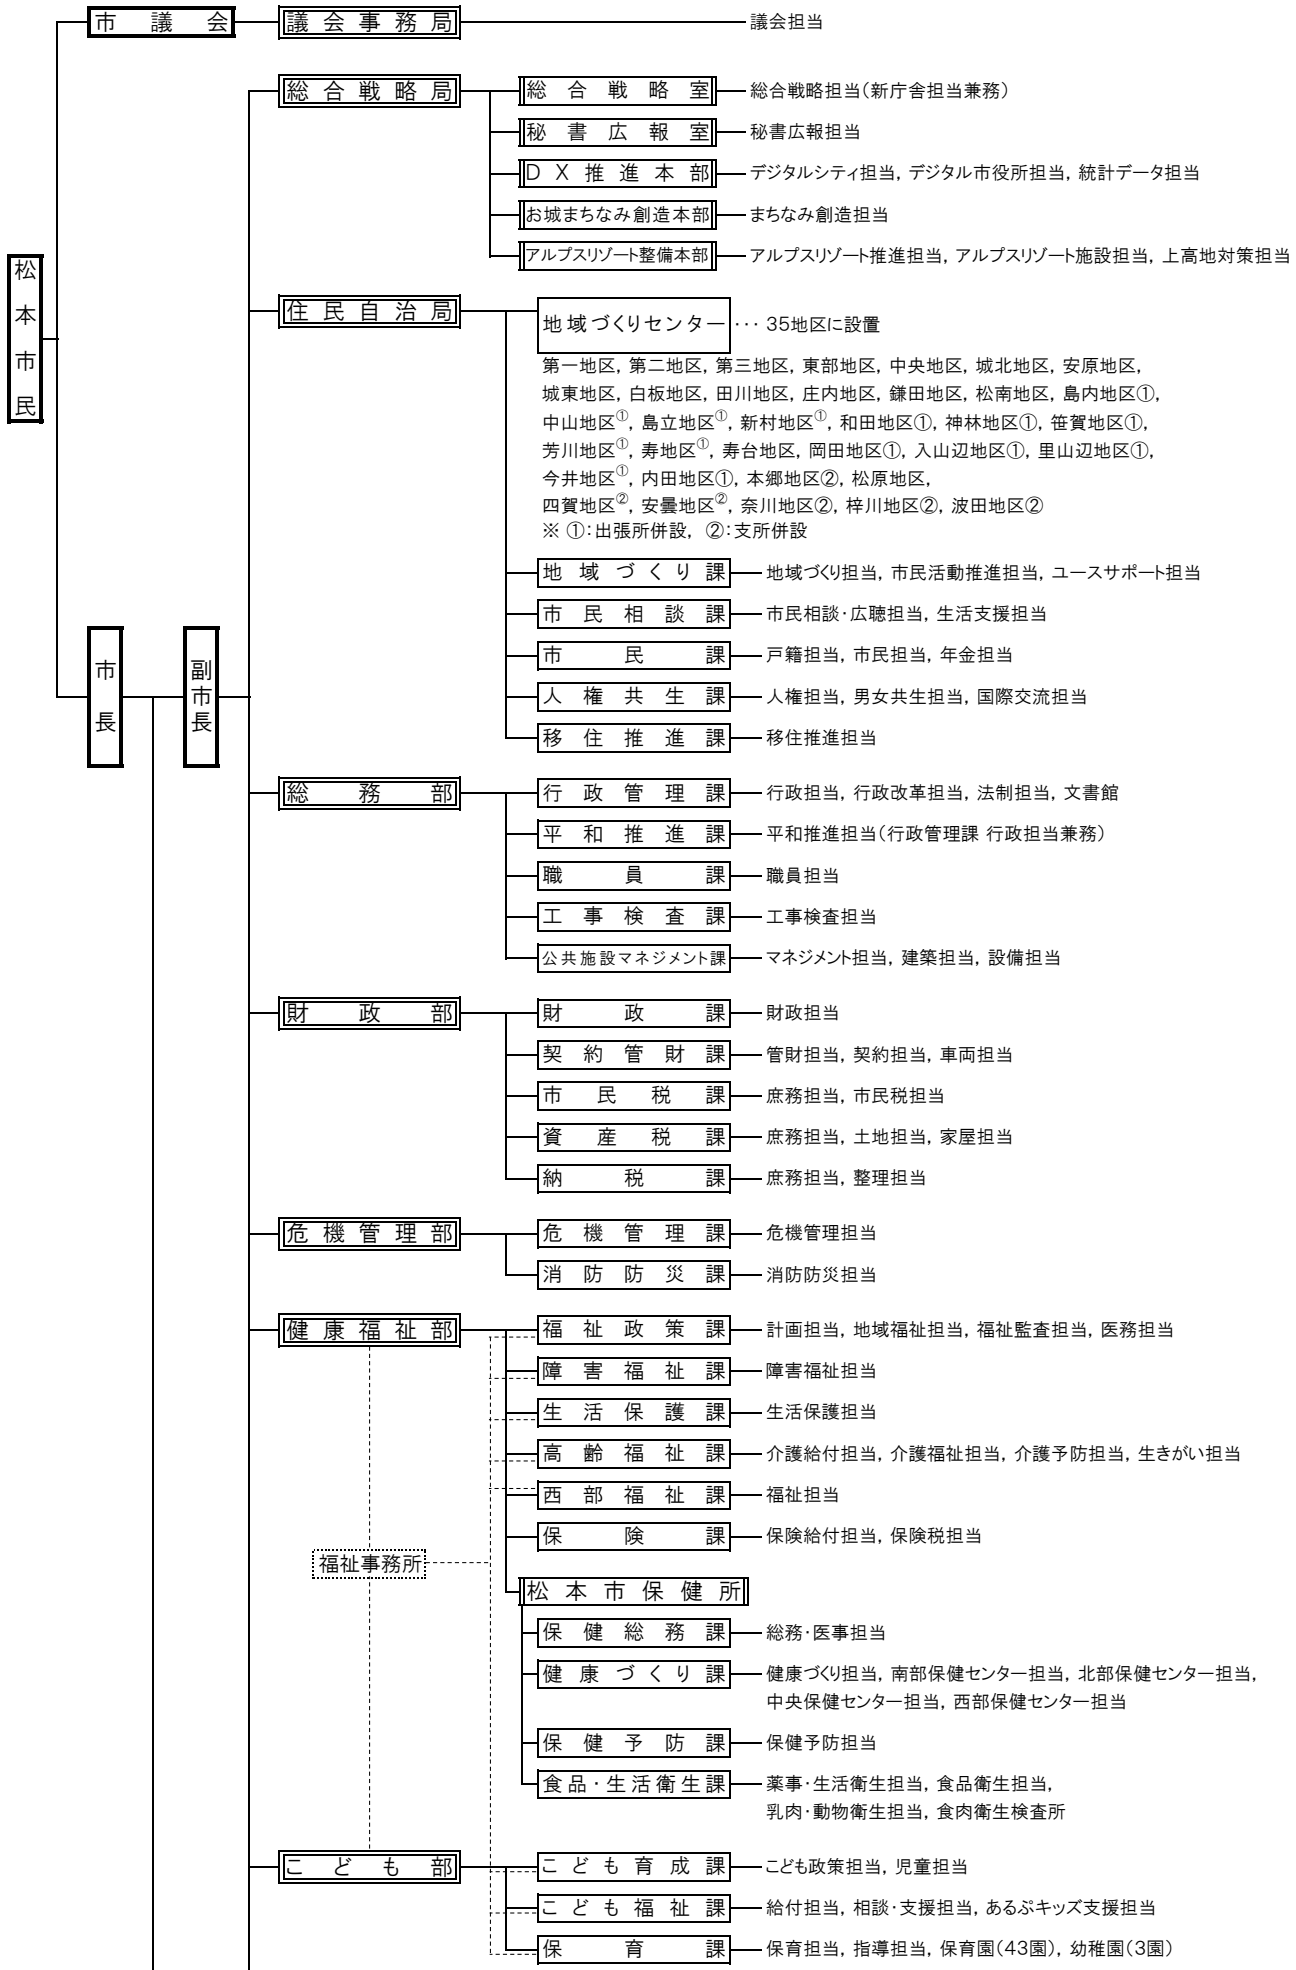 市議会 議会事務局 議会担当
総合戦略局 総合戦略室 総合戦略担当(新庁舎担当兼務)
秘書広報室 秘書広報担当
DX推進本部 デジタルシティ担当, デジタル市役所担当, 統計データ担当
お城まちなみ創造本部 まちなみ創造担当
アルプスリゾート整備本部 アルプスリゾート推進担当, アルプスリゾート施設担当, 上高地対策担当
松本市民
住民自治局 地域づくりセンター ･･･ 35地区に設置
第一地区, 第二地区, 第三地区, 東部地区, 中央地区, 城北地区, 安原地区,
城東地区, 白板地区, 田川地区, 庄内地区, 鎌田地区, 松南地区, 島内地区①,
中山地区①, 島立地区①, 新村地区①, 和田地区①, 神林地区①, 笹賀地区①,
芳川地区①, 寿地区①, 寿台地区, 岡田地区①, 入山辺地区①, 里山辺地区①,
今井地区①, 内田地区①, 本郷地区②, 松原地区,
四賀地区②, 安曇地区②, 奈川地区②, 梓川地区②, 波田地区②
※ ①:出張所併設, ②:支所併設
地域づくり課 地域づくり担当, 市民活動推進担当, ユースサポート担当
市民相談課 市民相談･広聴担当, 生活支援担当
市民課 戸籍担当, 市民担当, 年金担当
市長 副市長
人権共生課 人権担当, 男女共生担当, 国際交流担当
移住推進課 移住推進担当
総務部 行政管理課 行政担当, 行政改革担当, 法制担当, 文書館
平和推進課 平和推進担当(行政管理課 行政担当兼務)
職員課 職員担当
工事検査課 工事検査担当
公共施設マネジメント課 マネジメント担当, 建築担当, 設備担当
財政部 財政課 財政担当
契約管財課 管財担当, 契約担当, 車両担当
市民税課 庶務担当, 市民税担当
資産税課 庶務担当, 土地担当, 家屋担当
納税課 庶務担当, 整理担当
危機管理部 危機管理課 危機管理担当
消防防災課 消防防災担当
健康福祉部 福祉政策課 計画担当, 地域福祉担当, 福祉監査担当, 医務担当
障害福祉課 障害福祉担当
生活保護課 生活保護担当
高齢福祉課 介護給付担当, 介護福祉担当, 介護予防担当, 生きがい担当
西部福祉課 福祉担当
保険課 保険給付担当, 保険税担当
福祉事務所
松本市保健所
保健総務課 総務･医事担当
健康づくり課 健康づくり担当, 南部保健センター担当, 北部保健センター担当,
中央保健センター担当, 西部保健センター担当
保健予防課 保健予防担当
食品･生活衛生課 薬事･生活衛生担当, 食品衛生担当,
乳肉･動物衛生担当, 食肉衛生検査所
こども部 こども育成課 こども政策担当, 児童担当
こども福祉課 給付担当, 相談･支援担当, あるぷキッズ支援担当
保育課 保育担当, 指導担当, 保育園(43園), 幼稚園(3園)